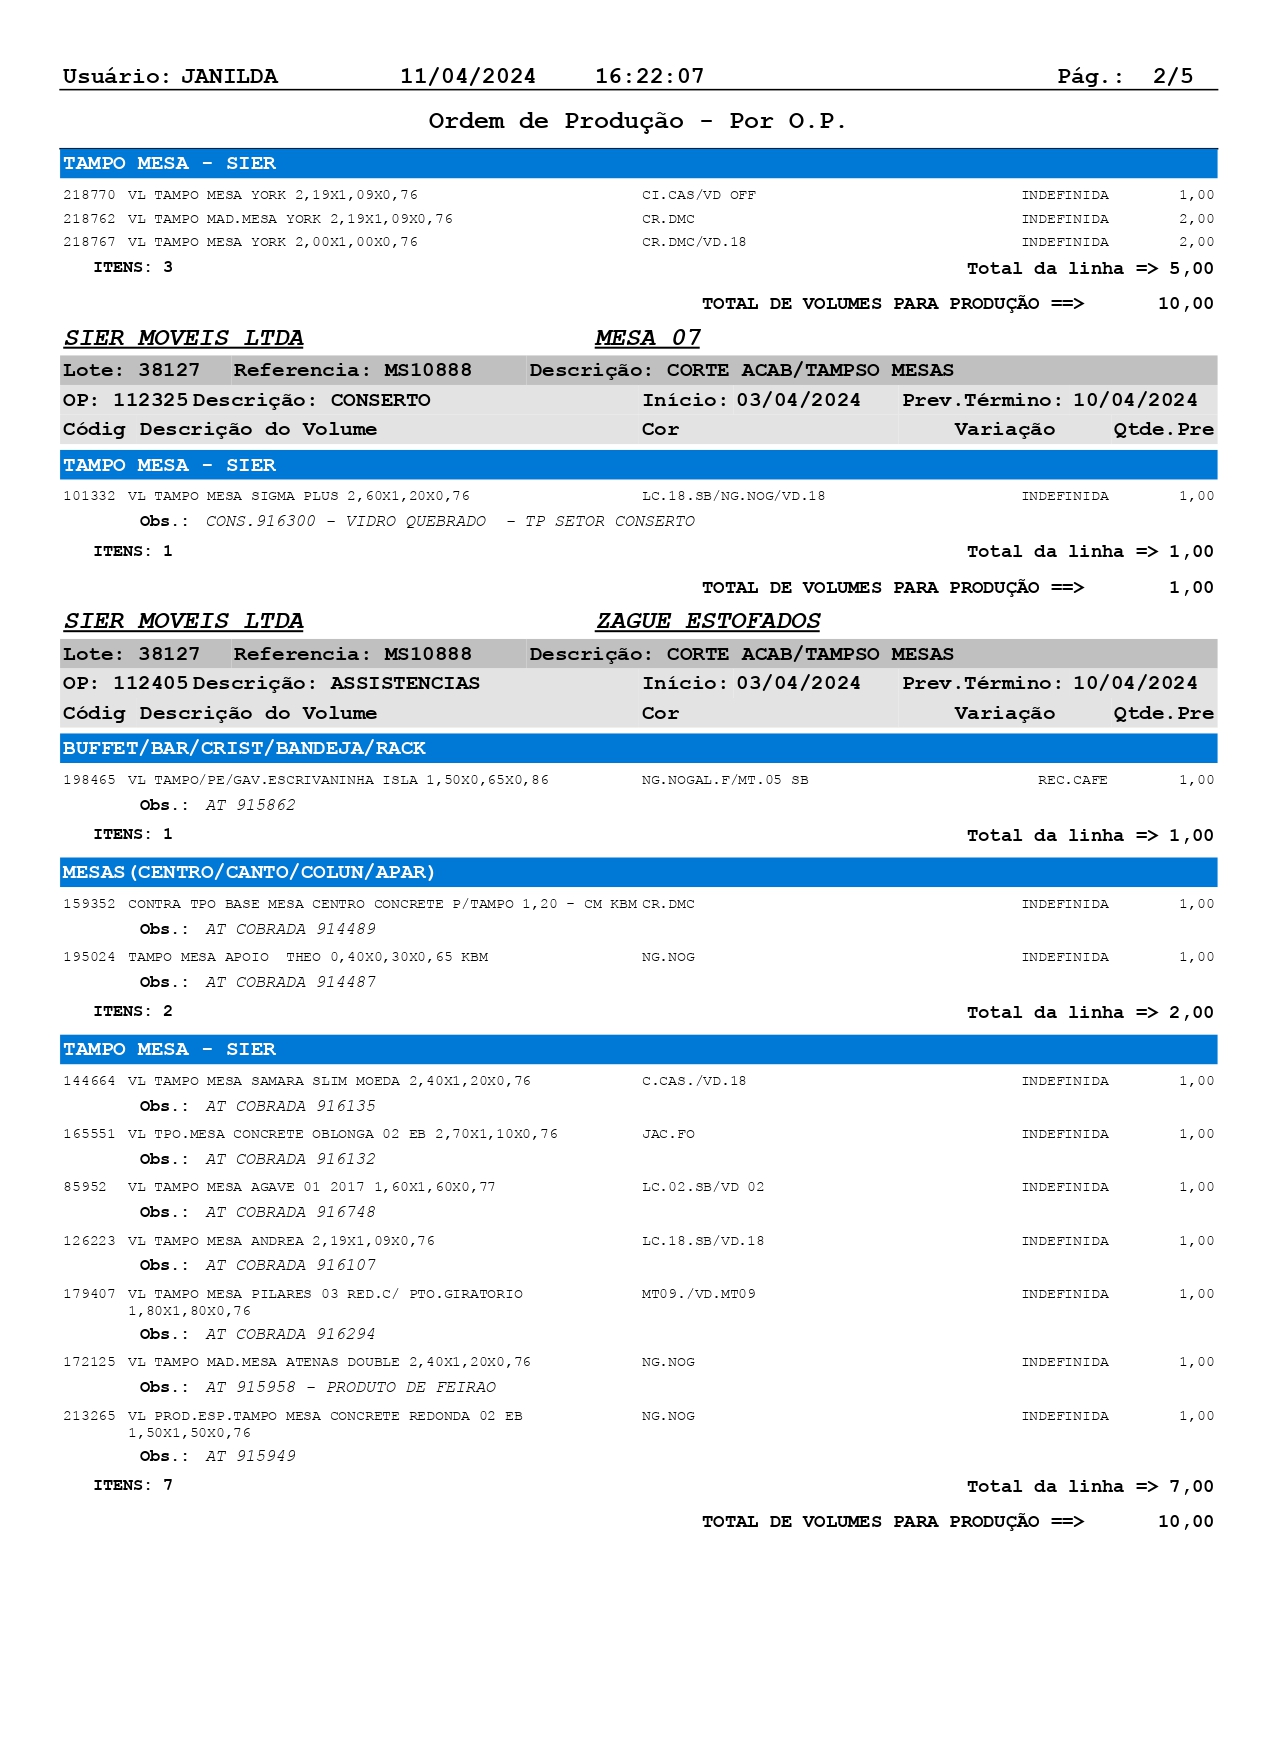 Usuário: JANILDA 11/04/2024 16:22:07 Pág.: 2/5
Ordem de Produção - Por O.P.
TAMPO MESA - SIER
218770 VL TAMPO MESA YORK 2,19X1,09X0,76 CI.CAS/VD OFF INDEFINIDA 1,00
218762 VL TAMPO MAD.MESA YORK 2,19X1,09X0,76 CR.DMC INDEFINIDA 2,00
218767 VL TAMPO MESA YORK 2,00X1,00X0,76 CR.DMC/VD.18 INDEFINIDA 2,00
ITENS: 3 Total da linha => 5,00
TOTAL DE VOLUMES PARA PRODUÇÃO ==> 10,00
SIER MOVEIS LTDA MESA 07
Lote: 38127 Referencia: MS10888 Descrição: CORTE ACAB/TAMPSO MESAS
OP: 112325 Descrição: CONSERTO Início: 03/04/2024 Prev.Término: 10/04/2024
Códig Descrição do Volume Cor Variação Qtde.Pre
TAMPO MESA - SIER
101332 VL TAMPO MESA SIGMA PLUS 2,60X1,20X0,76 LC.18.SB/NG.NOG/VD.18 INDEFINIDA 1,00
Obs.: CONS.916300 - VIDRO QUEBRADO - TP SETOR CONSERTO
ITENS: 1 Total da linha => 1,00
TOTAL DE VOLUMES PARA PRODUÇÃO ==> 1,00
SIER MOVEIS LTDA ZAGUE ESTOFADOS
Lote: 38127 Referencia: MS10888 Descrição: CORTE ACAB/TAMPSO MESAS
OP: 112405 Descrição: ASSISTENCIAS Início: 03/04/2024 Prev.Término: 10/04/2024
Códig Descrição do Volume Cor Variação Qtde.Pre
BUFFET/BAR/CRIST/BANDEJA/RACK
198465 VL TAMPO/PE/GAV.ESCRIVANINHA ISLA 1,50X0,65X0,86 NG.NOGAL.F/MT.05 SB REC.CAFE 1,00
Obs.: AT 915862
ITENS: 1 Total da linha => 1,00
MESAS(CENTRO/CANTO/COLUN/APAR)
159352 CONTRA TPO BASE MESA CENTRO CONCRETE P/TAMPO 1,20 - CM KBM CR.DMC INDEFINIDA 1,00
Obs.: AT COBRADA 914489
195024 TAMPO MESA APOIO THEO 0,40X0,30X0,65 KBM NG.NOG INDEFINIDA 1,00
Obs.: AT COBRADA 914487
ITENS: 2 Total da linha => 2,00
TAMPO MESA - SIER
144664 VL TAMPO MESA SAMARA SLIM MOEDA 2,40X1,20X0,76 C.CAS./VD.18 INDEFINIDA 1,00
Obs.: AT COBRADA 916135
165551 VL TPO.MESA CONCRETE OBLONGA 02 EB 2,70X1,10X0,76 JAC.FO INDEFINIDA 1,00
Obs.: AT COBRADA 916132
85952 VL TAMPO MESA AGAVE 01 2017 1,60X1,60X0,77 LC.02.SB/VD 02 INDEFINIDA 1,00
Obs.: AT COBRADA 916748
126223 VL TAMPO MESA ANDREA 2,19X1,09X0,76 LC.18.SB/VD.18 INDEFINIDA 1,00
Obs.: AT COBRADA 916107
179407 VL TAMPO MESA PILARES 03 RED.C/ PTO.GIRATORIO MT09./VD.MT09 INDEFINIDA 1,00
1,80X1,80X0,76
Obs.: AT COBRADA 916294
172125 VL TAMPO MAD.MESA ATENAS DOUBLE 2,40X1,20X0,76 NG.NOG INDEFINIDA 1,00
Obs.: AT 915958 - PRODUTO DE FEIRAO
213265 VL PROD.ESP.TAMPO MESA CONCRETE REDONDA 02 EB NG.NOG INDEFINIDA 1,00
1,50X1,50X0,76
Obs.: AT 915949
ITENS: 7 Total da linha => 7,00
TOTAL DE VOLUMES PARA PRODUÇÃO ==> 10,00